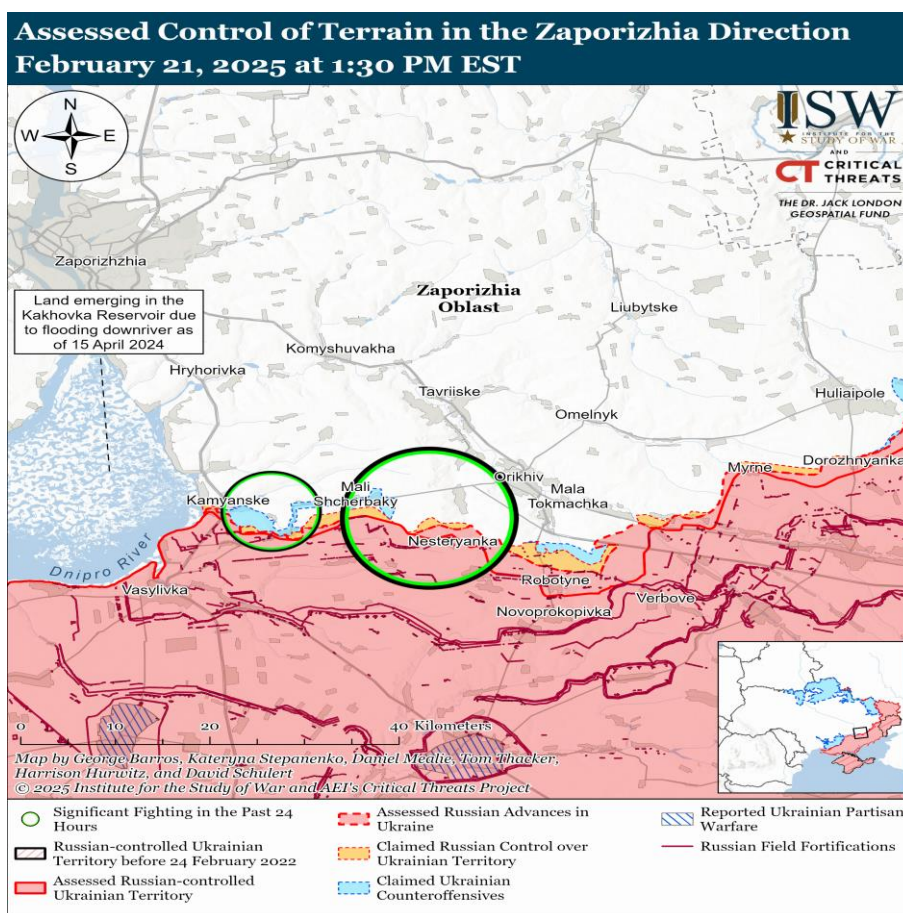 Assessed Control of Terrain in the Zaporizhia Direction
February 21, 2025 at 1:30 PM EST
N
W E
S
ISW
INSTITUTE FOR THE
STUDY OF WAR
AND
CT CRITICAL
THREATS
THE DR. JACK LONDON
GEOSPATIAL FUND
Zaporizhzhia
Land emerging in the
Kakhovka Reservoir due
to flooding downriver as
of 15 April 2024
Zaporizhia
Oblast
Liubytske
Komyshuvakha
Hryhorivka
Tavriiske
Huliaipole
Omelnyk
Myrne
Dorozhnyanka
Orikhiv
Mali
Shcherbaky
Kamyanske
Mala
Tokmachka
Nesteryanka
Dnipro River
Robotyne
Vasylivka
Verbove
Novoprokopivka
0 10 20 40 Kilometers
Map by George Barros, Kateryna Stepanenko, Daniel Mealie, Tom Thacker,
Harrison Hurwitz, and David Schulert
© 2025 Institute for the Study of War and AEI's Critical Threats Project
Significant Fighting in the Past 24
Hours
Russian-controlled Ukrainian
Territory before 24 February 2022
Assessed Russian-controlled
Ukrainian Territory
Assessed Russian Advances in
Ukraine
Claimed Russian Control over
Ukrainian Territory
Claimed Ukrainian
Counteroffensives
Reported Ukrainian Partisan
Warfare
Russian Field Fortifications